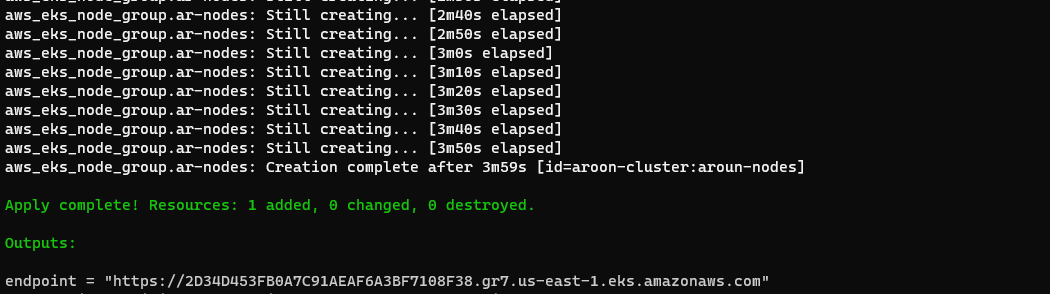 aws_eks_node_group.ar-nodes: Still creating... [2m40s elapsed]
aws_eks_node_group.ar-nodes: Still creating... [2m50s elapsed]
aws_eks_node_group.ar-nodes: Still creating... [3m0s elapsed]
aws_eks_node_group.ar-nodes: Still creating... [3m10s elapsed]
aws_eks_node_group.ar-nodes: Still creating... [3m20s elapsed]
aws_eks_node_group.ar-nodes: Still creating... [3m30s elapsed]
aws_eks_node_group.ar-nodes: Still creating... [3m40s elapsed]
aws_eks_node_group.ar-nodes: Still creating... [3m50s elapsed]
aws_eks_node_group.ar-nodes: Creation complete after 3m59s [id=aroon-cluster:aroun-nodes]
Apply complete! Resources: 1 added, 0 changed, 0 destroyed.
Outputs:
endpoint = "https://2D34D453FB0A7C91AEAF6A3BF7108F38.gr7.us-east-1.eks.amazonaws.com"